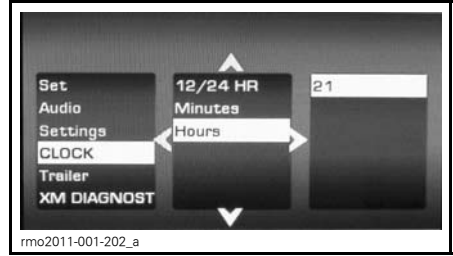 Set
Audio
Settings
CLOCK
Trailer
XM DIAGNOST
12/24 HR
Minutes
Hours
21
rmo2011-001-202_a